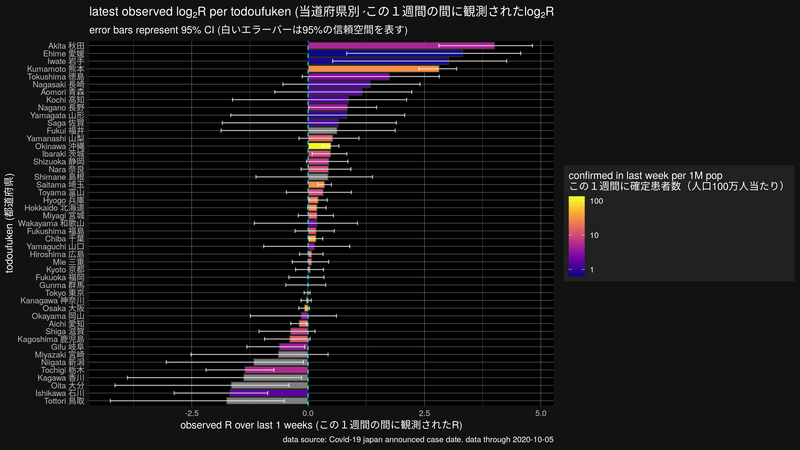 latest observed log₂R per todoufuken (当道府県別 この１週間の間に観測されたlog₂R
error bars represent 95% CI (白いエラーバーは95%の信頼空間を表す)
todoufuken (都道府県)
Akita 秋田
Ehime 愛媛
Iwate 岩手
Kumamoto 熊本
Tokushima 徳島
Nagasaki 長崎
Aomori 青森
Kochi 高知
Nagano 長野
Yamagata 山形
Saga 佐賀
Fukui 福井
Yamanashi 山梨
Okinawa 沖縄
Ibaraki 茨城
Shizuoka 静岡
Nara 奈良
Shimane 島根
Saitama 埼玉
Toyama 富山
Hyogo 兵庫
Hokkaido 北海道
Miyagi 宮城
Wakayama 和歌山
Fukushima 福島
Chiba 千葉
Yamaguchi 山口
Hiroshima 広島
Mie 三重
Kyoto 京都
Fukuoka 福岡
Gunma 群馬
Tokyo 東京
Kanagawa 神奈川
Osaka 大阪
Okayama 岡山
Aichi 愛知
Shiga 滋賀
Kagoshima 鹿児島
Gifu 岐阜
Miyazaki 宮崎
Niigata 新潟
Tochigi 栃木
Kagawa 香川
Oita 大分
Ishikawa 石川
Tottori 鳥取
-2.5 0.0 2.5 5.0
observed R over last 1 weeks (この１週間の間に観測されたR)
confirmed in last week per 1M pop
この１週間に確定患者数（人口100万人当たり）
100
10
1
data source: Covid-19 japan announced case date. data through 2020-10-05